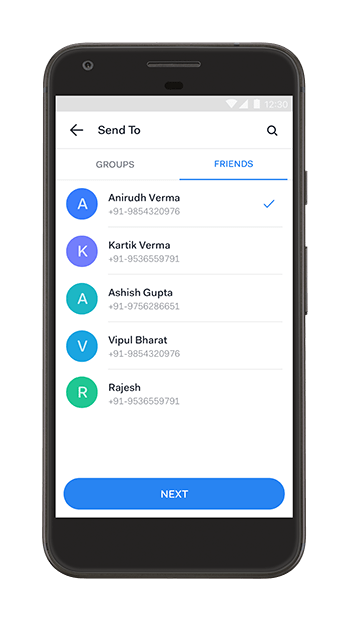 12:30
Send To
GROUPS FRIENDS
A Anirudh Verma
+91-9854320976
K Kartik Verma
+91-9536559791
A Ashish Gupta
+91-9756286651
V Vipul Bharat
+91-9854320976
R Rajesh
+91-9536559791
NEXT